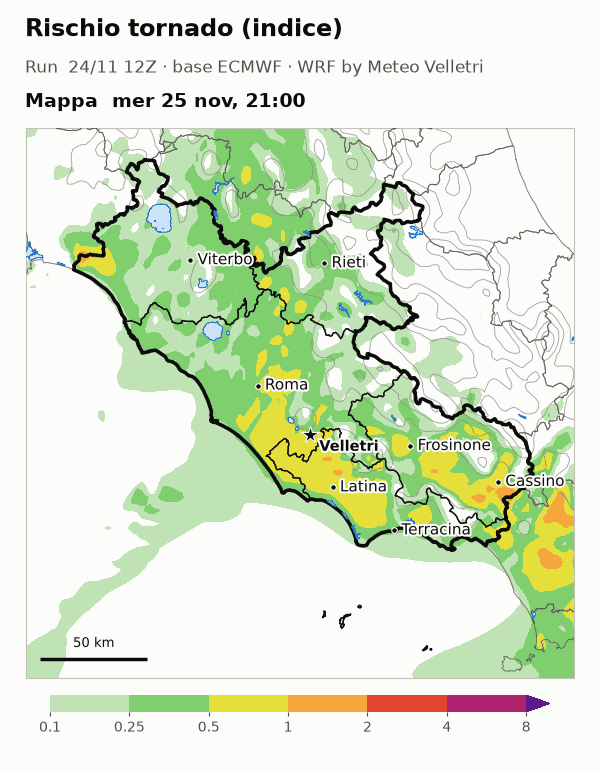 Rischio tornado (indice)
Run  24/11 12Z · base ECMWF · WRF by Meteo Velletri
Mappa  mer 25 nov, 21:00
Viterbo
Rieti
Roma
Velletri
Frosinone
Latina
Cassino
Terracina
50 km
0.1 0.25 0.5 1 2 4 8